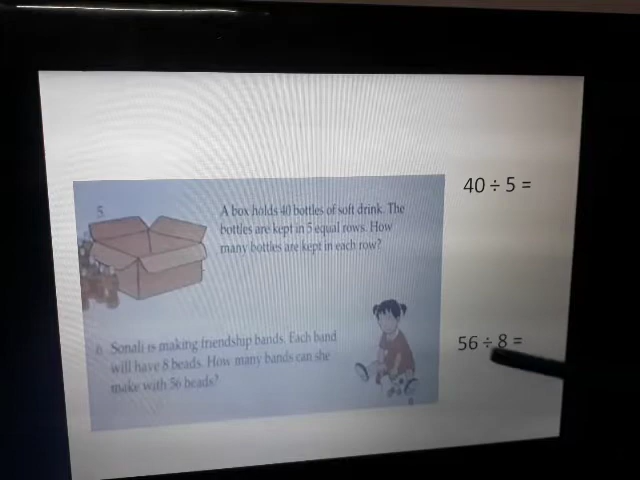 5
A box holds 40 bottles of soft drink. The
bottles are kept in 5 equal rows. How
many bottles are kept in each row?
40 ÷ 5 =
6 Sonali is making friendship bands. Each band
will have 8 beads. How many bands can she
make with 56 beads?
56 ÷ 8 =